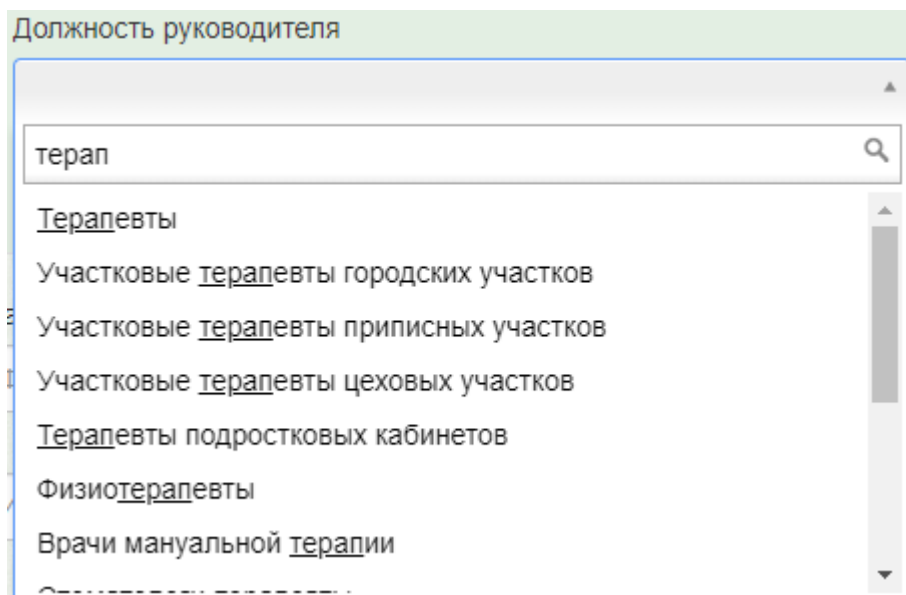 Должность руководителя
терап
Терапевты
Участковые терапевты городских участков
Участковые терапевты приписных участков
Участковые терапевты цеховых участков
Терапевты подростковых кабинетов
Физиотерапевты
Врачи мануальной терапии